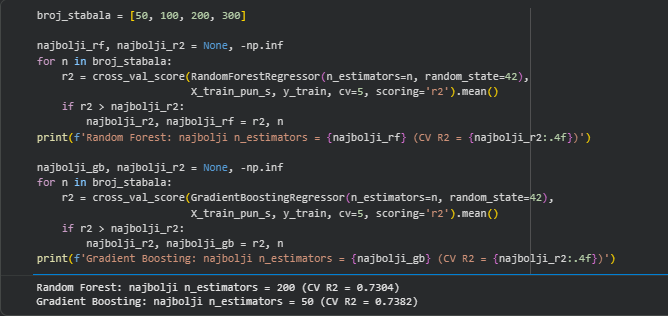 broj_stabala = [50, 100, 200, 300]
najbolji_rf, najbolji_r2 = None, -np.inf
for n in broj_stabala:
    r2 = cross_val_score(RandomForestRegressor(n_estimators=n, random_state=42),
                         X_train_pun_s, y_train, cv=5, scoring='r2').mean()
    if r2 > najbolji_r2:
        najbolji_r2, najbolji_rf = r2, n
print(f'Random Forest: najbolji n_estimators = {najbolji_rf} (CV R2 = {najbolji_r2:.4f})')
najbolji_gb, najbolji_r2 = None, -np.inf
for n in broj_stabala:
    r2 = cross_val_score(GradientBoostingRegressor(n_estimators=n, random_state=42),
                         X_train_pun_s, y_train, cv=5, scoring='r2').mean()
    if r2 > najbolji_r2:
        najbolji_r2, najbolji_gb = r2, n
print(f'Gradient Boosting: najbolji n_estimators = {najbolji_gb} (CV R2 = {najbolji_r2:.4f})')
Random Forest: najbolji n_estimators = 200 (CV R2 = 0.7304)
Gradient Boosting: najbolji n_estimators = 50 (CV R2 = 0.7382)